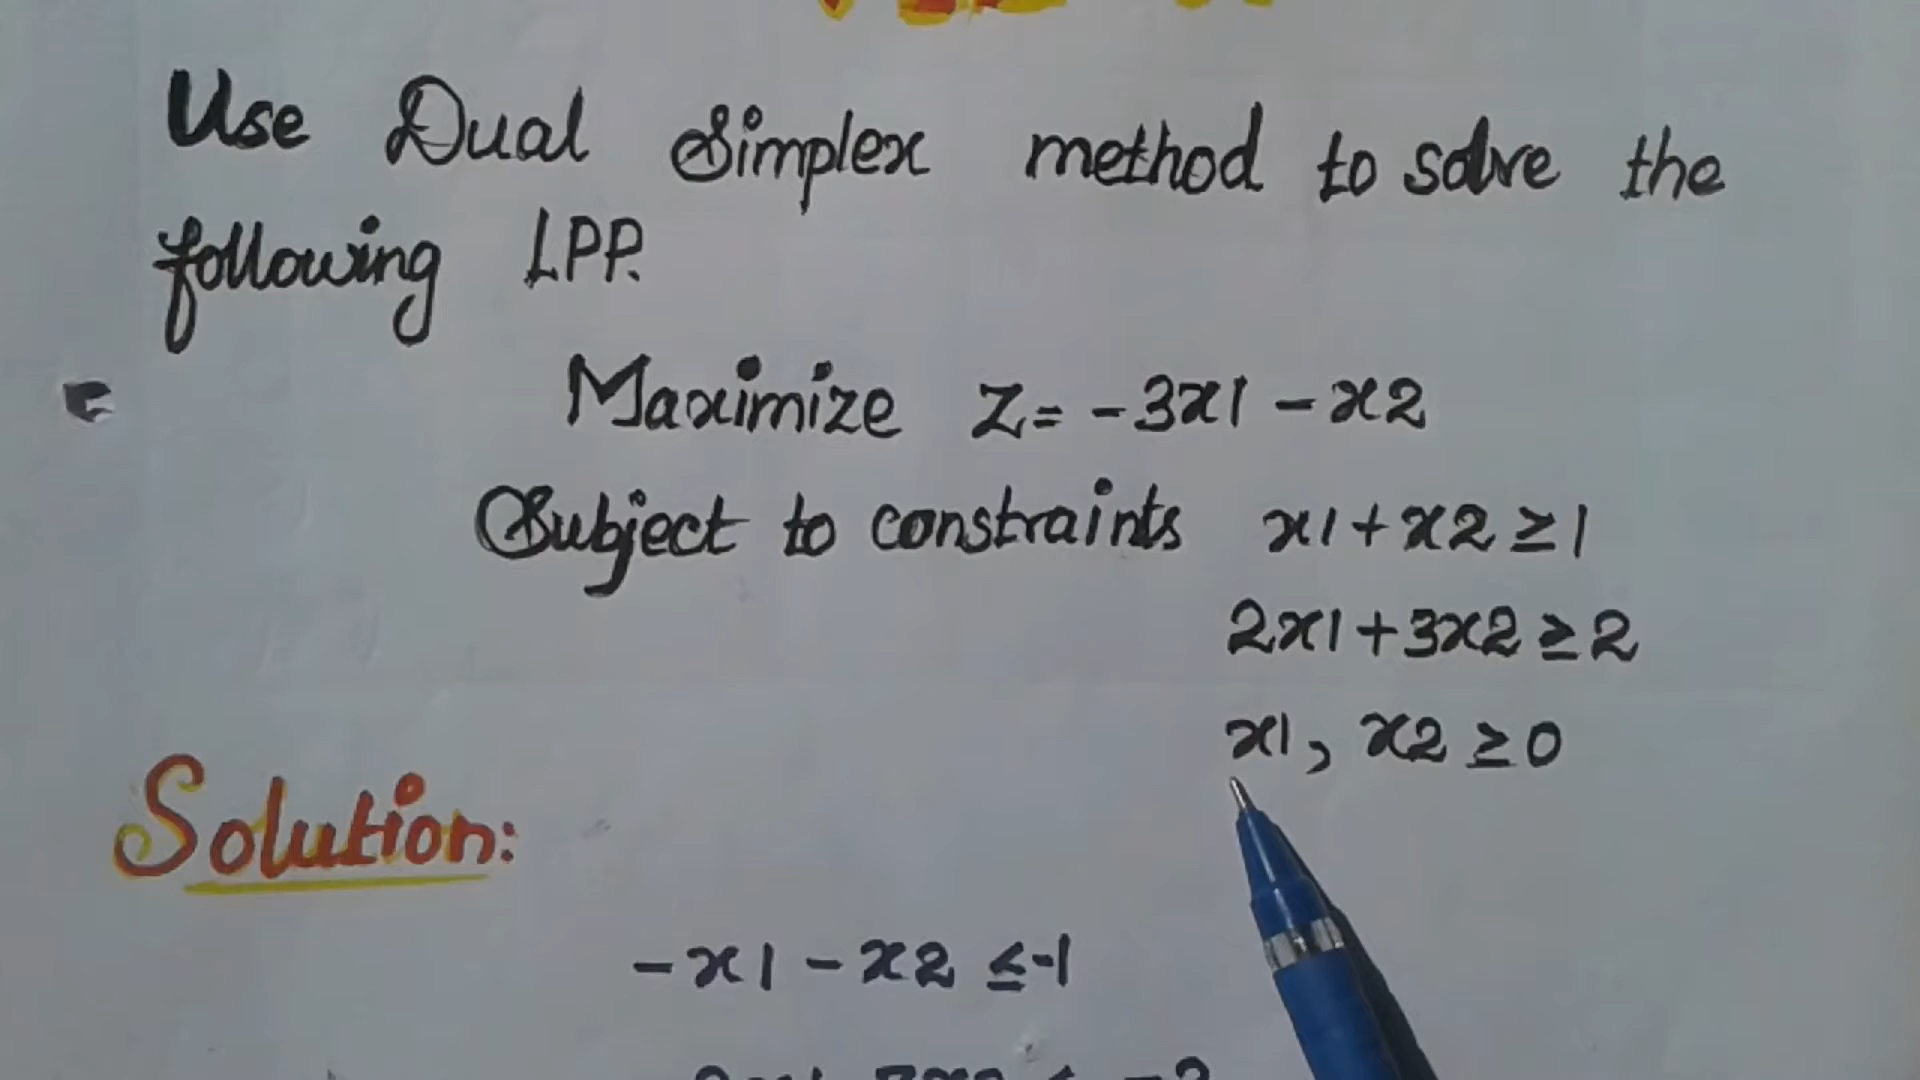 Use Dual Simplex method to solve the
following LPP.
Maximize Z = -3x1 - x2
Subject to constraints x1 + x2 ≥ 1
2x1 + 3x2 ≥ 2
x1, x2 ≥ 0
Solution:
-x1 - x2 ≤ -1